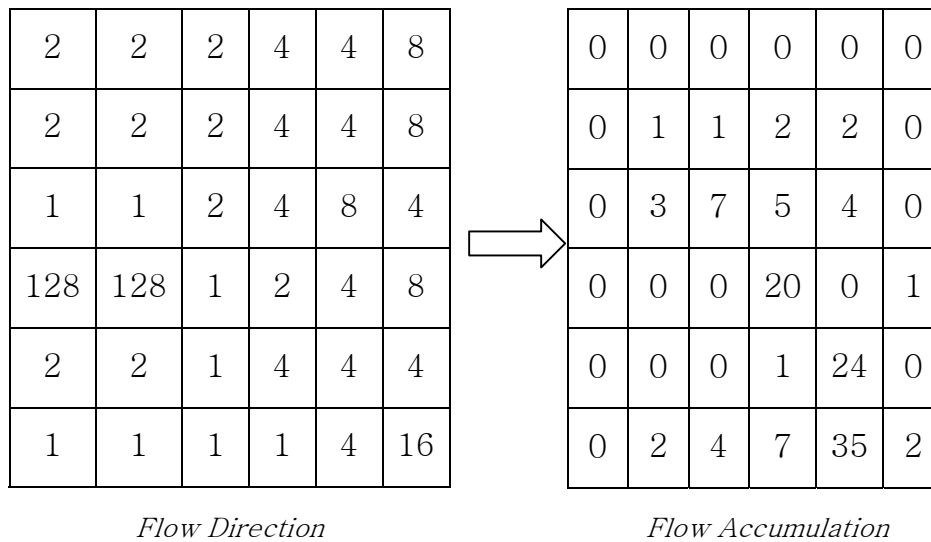 2 2 2 4 4 8 0 0 0 0 0 0
2 2 2 4 4 8 0 1 1 2 2 0
1 1 2 4 8 4 0 3 7 5 4 0
128 128 1 2 4 8 0 0 0 20 0 1
2 2 1 4 4 4 0 0 0 1 24 0
1 1 1 1 4 16 0 2 4 7 35 2
Flow Direction Flow Accumulation